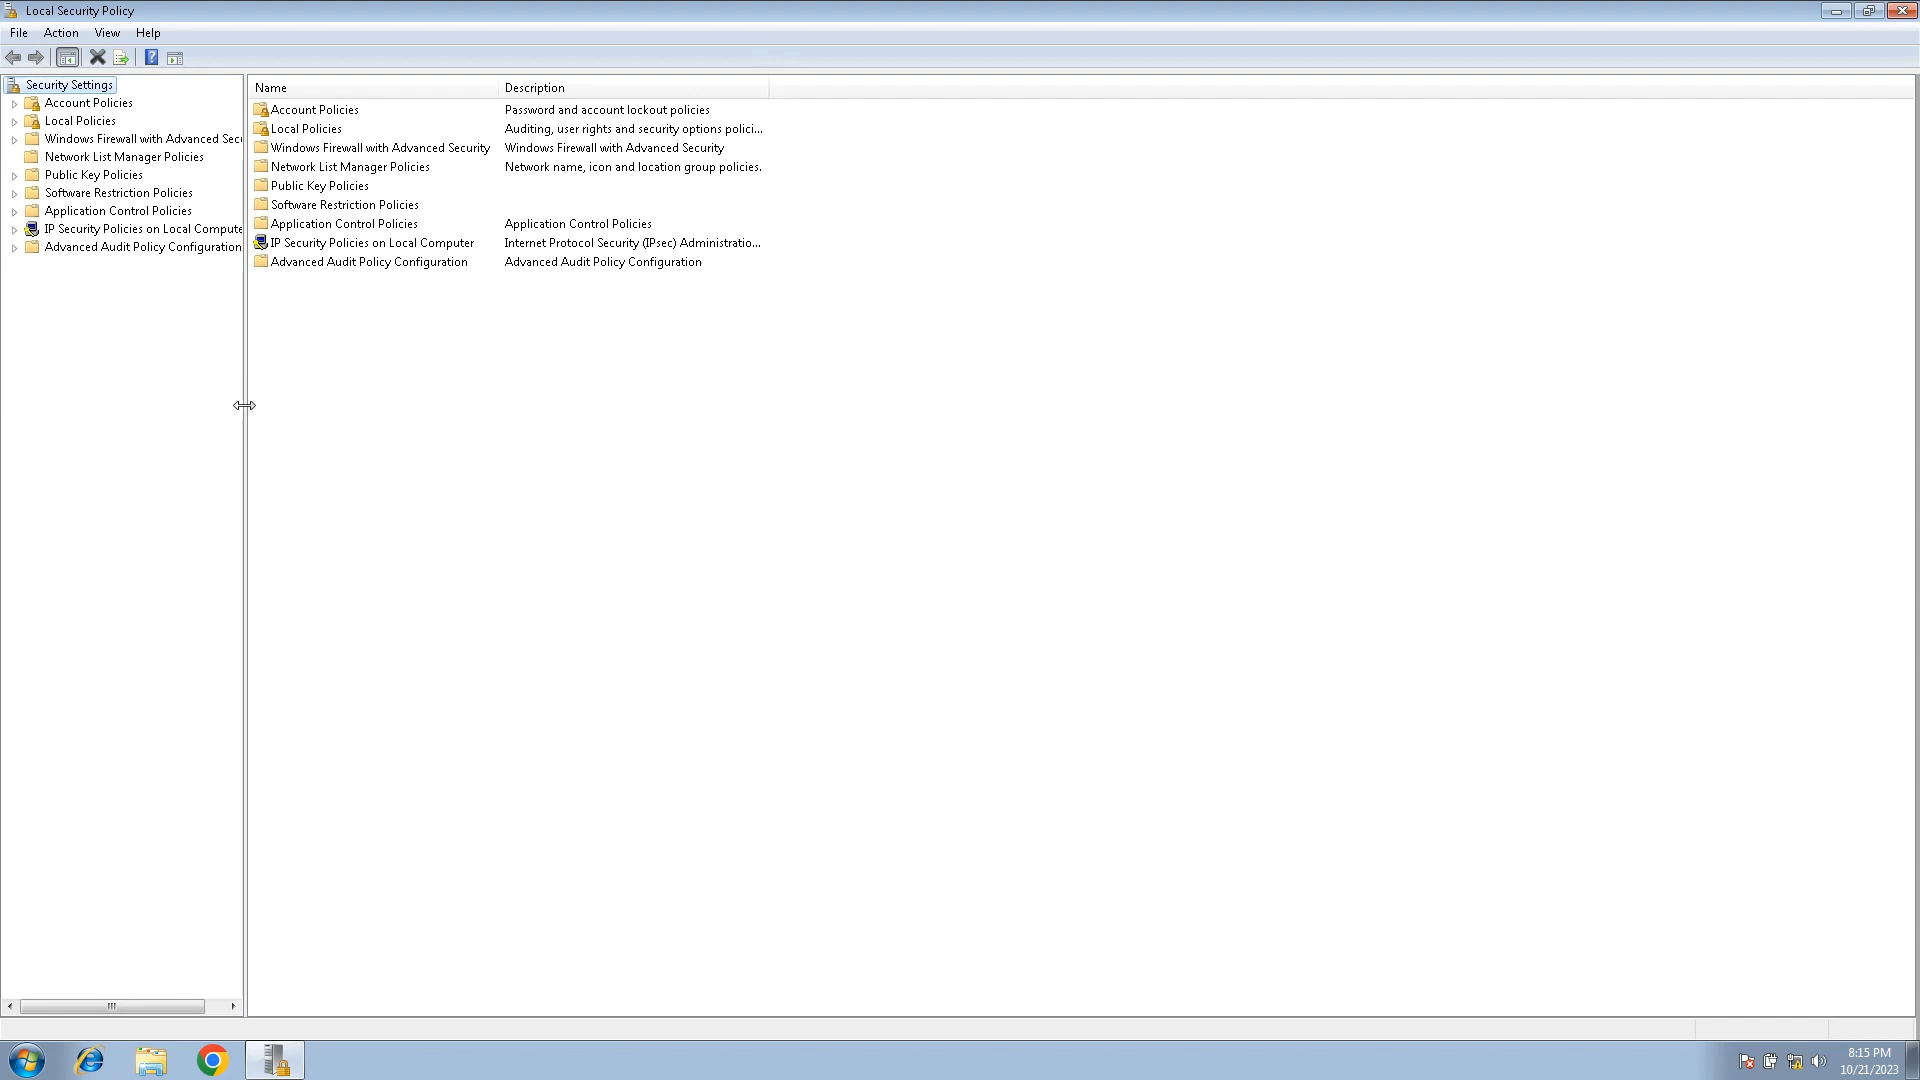 Local Security Policy
File Action View Help
Security Settings
Account Policies
Local Policies
Windows Firewall with Advanced Secu
Network List Manager Policies
Public Key Policies
Software Restriction Policies
Application Control Policies
IP Security Policies on Local Compute
Advanced Audit Policy Configuration
Name Description
Account Policies Password and account lockout policies
Local Policies Auditing, user rights and security options polici...
Windows Firewall with Advanced Security Windows Firewall with Advanced Security
Network List Manager Policies Network name, icon and location group policies.
Public Key Policies
Software Restriction Policies
Application Control Policies Application Control Policies
IP Security Policies on Local Computer Internet Protocol Security (IPsec) Administratio...
Advanced Audit Policy Configuration Advanced Audit Policy Configuration
8:15 PM
10/21/2023